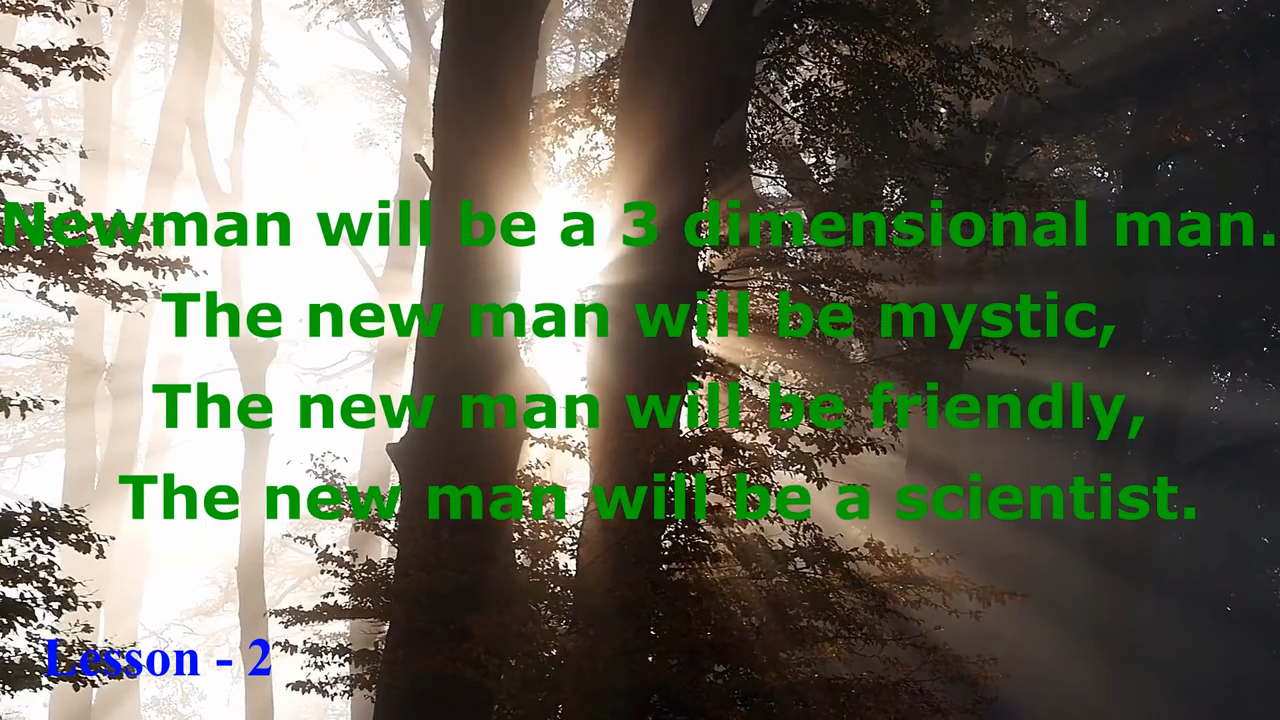 Newman will be a 3 dimensional man.
The new man will be mystic,
The new man will be friendly,
The new man will be a scientist.
Lesson - 2